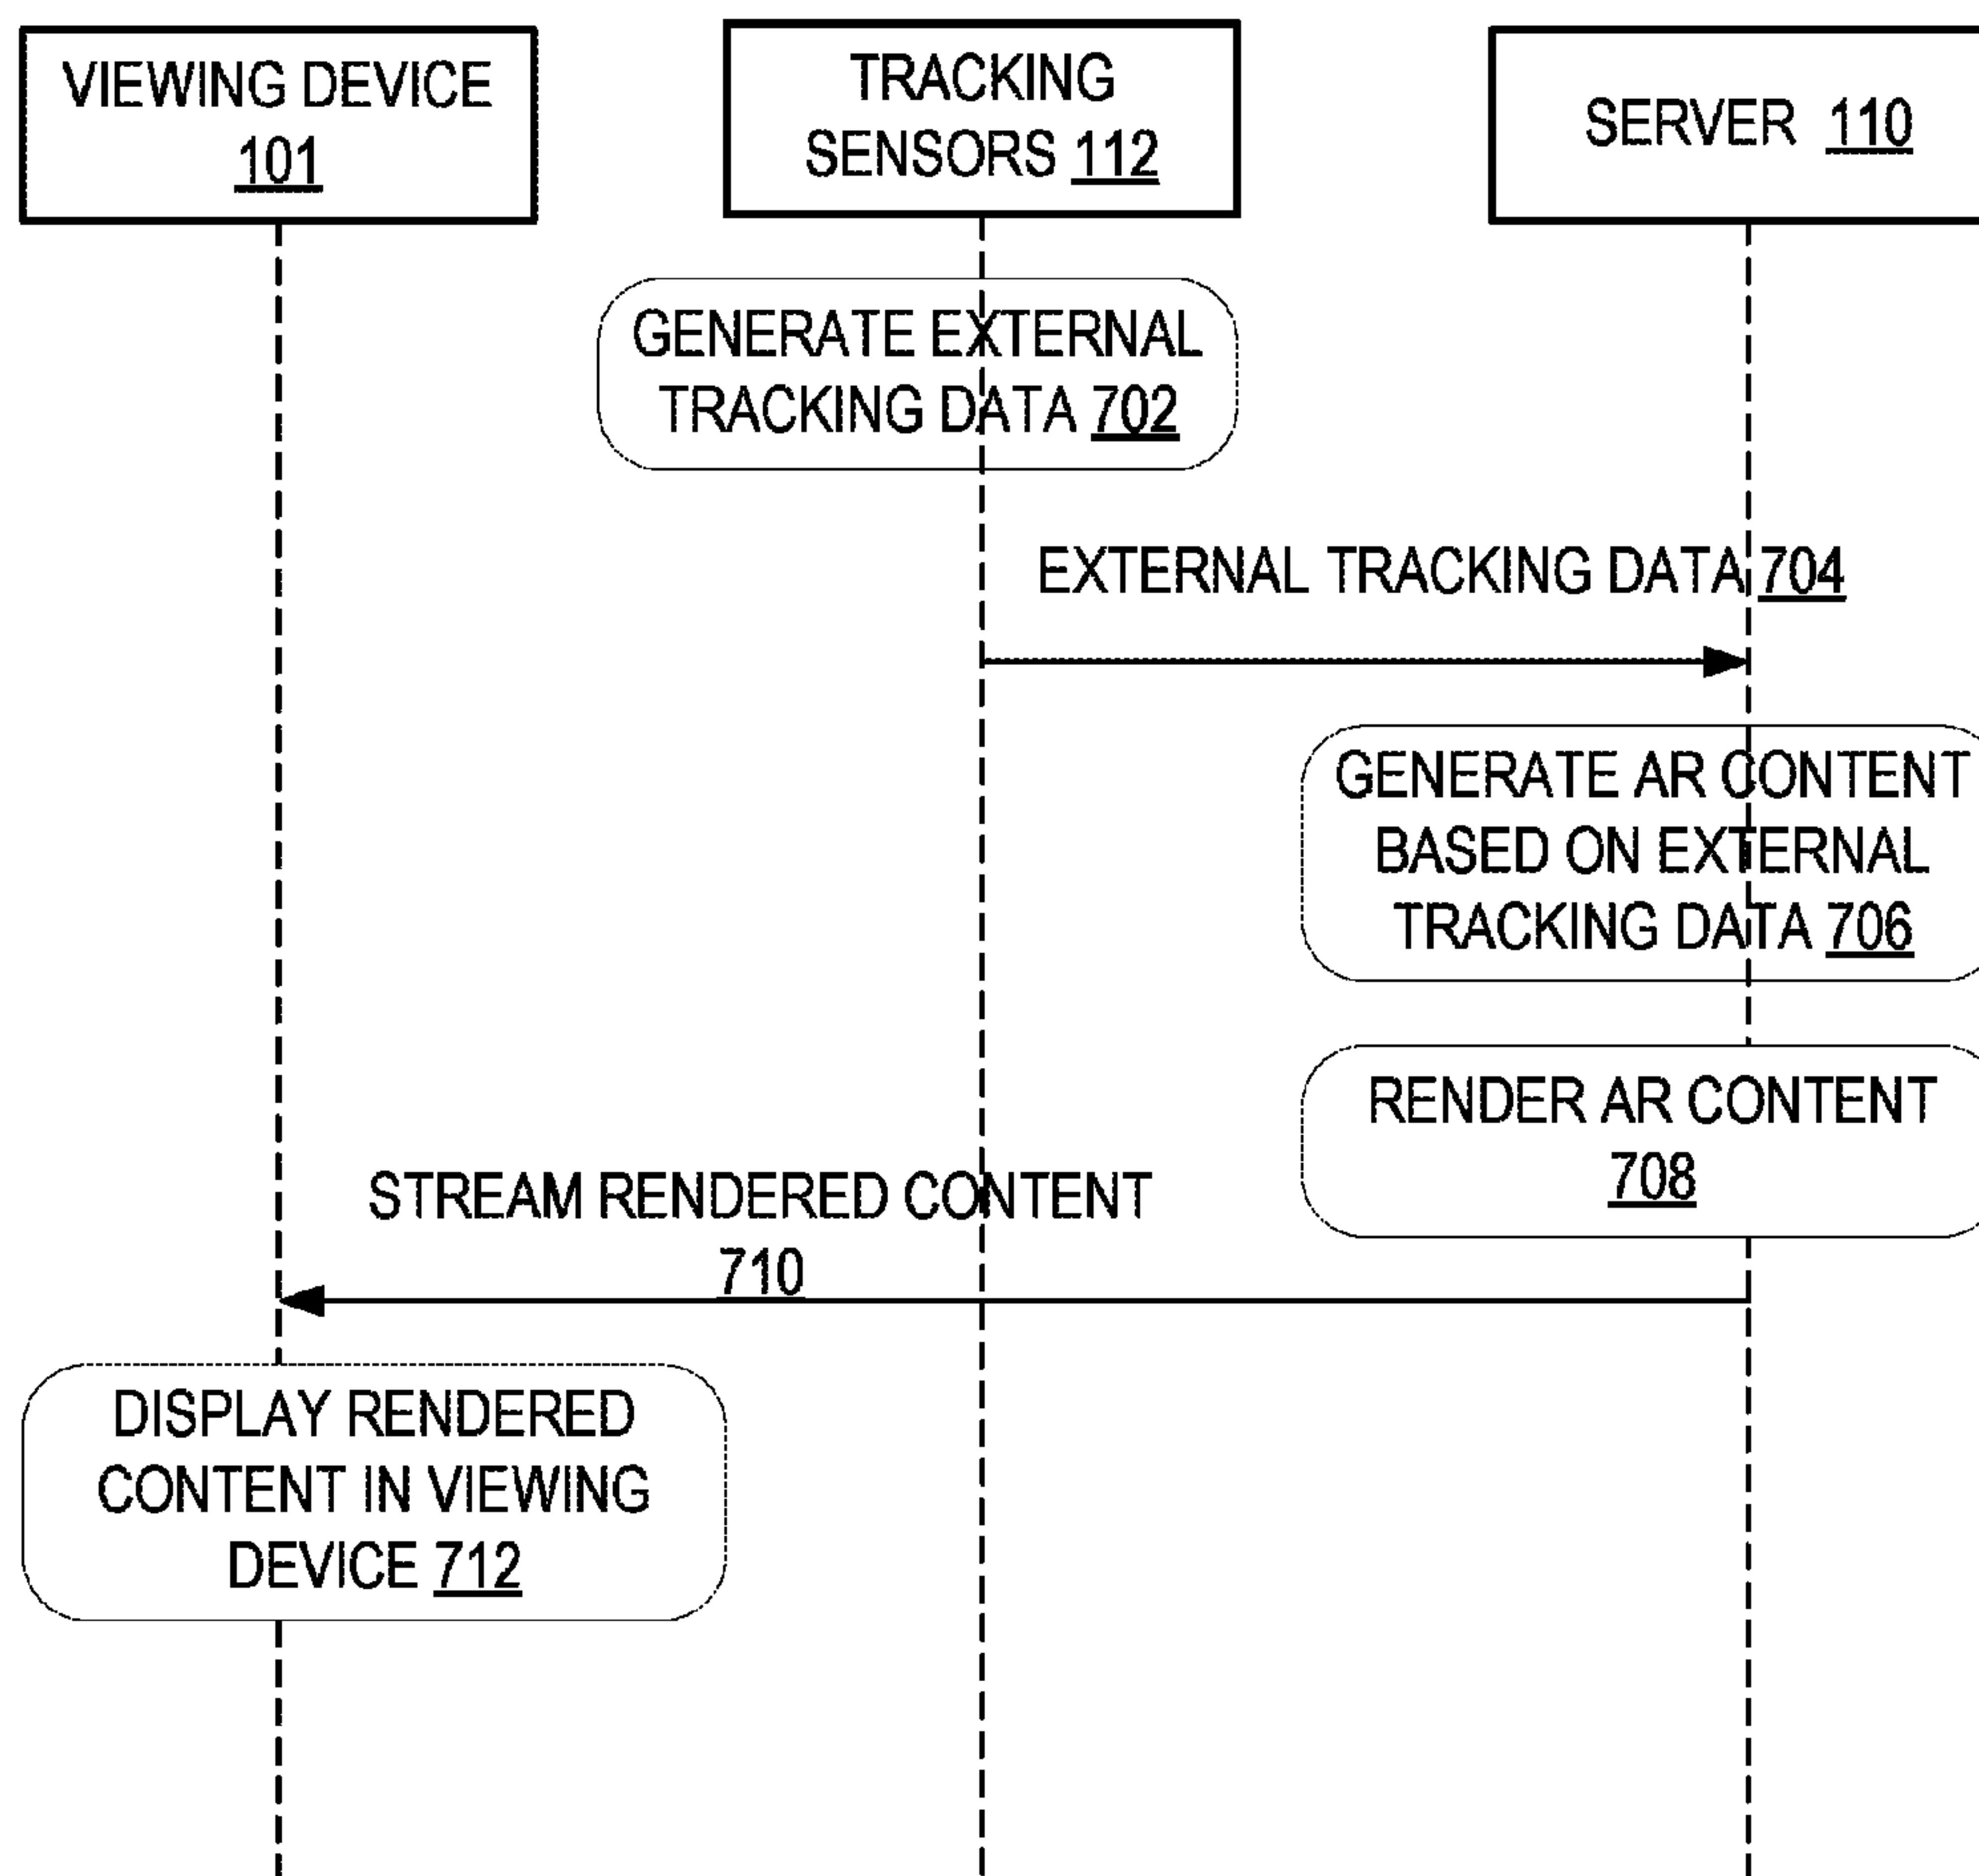 VIEWING DEVICE
101
TRACKING
SENSORS 112
SERVER 110
GENERATE EXTERNAL
TRACKING DATA 702
EXTERNAL TRACKING DATA 704
GENERATE AR CONTENT
BASED ON EXTERNAL
TRACKING DATA 706
RENDER AR CONTENT
708
STREAM RENDERED CONTENT
710
DISPLAY RENDERED
CONTENT IN VIEWING
DEVICE 712